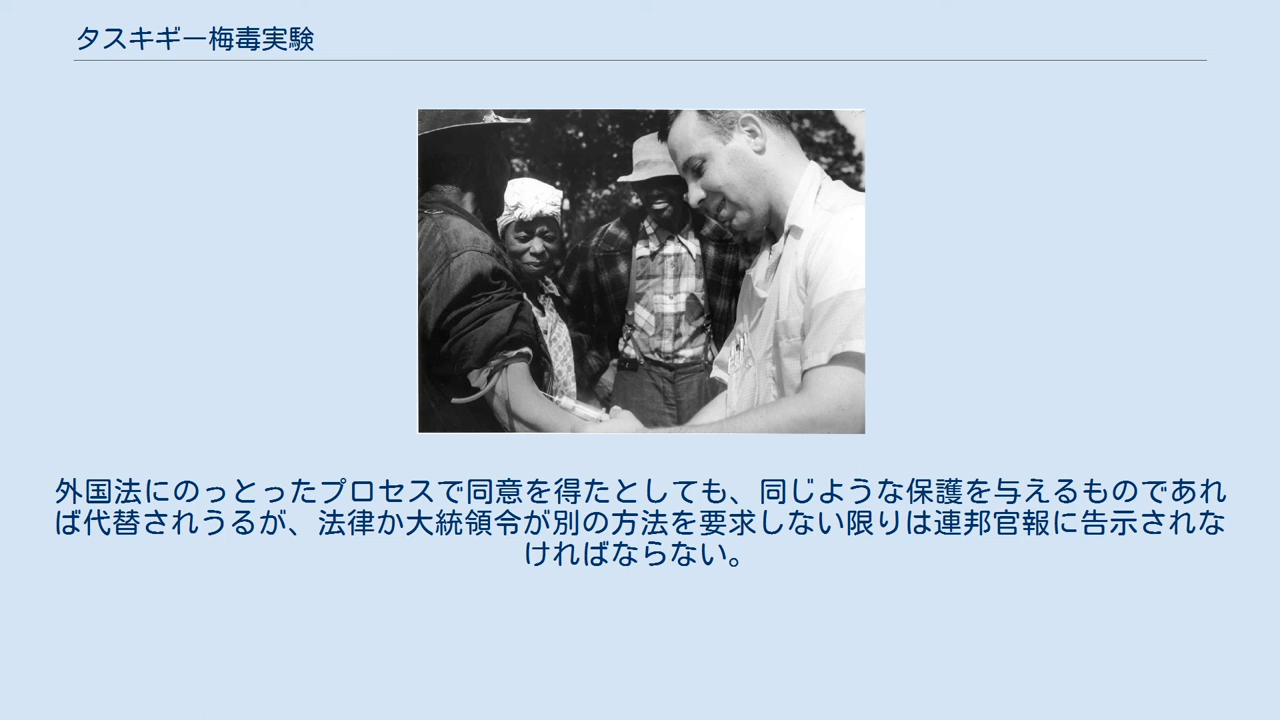 タスキギー梅毒実験
外国法にのっとったプロセスで同意を得たとしても、同じような保護を与えるものであれ
ば代替されうるが、法律か大統領令が別の方法を要求しない限りは連邦官報に告示されな
ければならない。